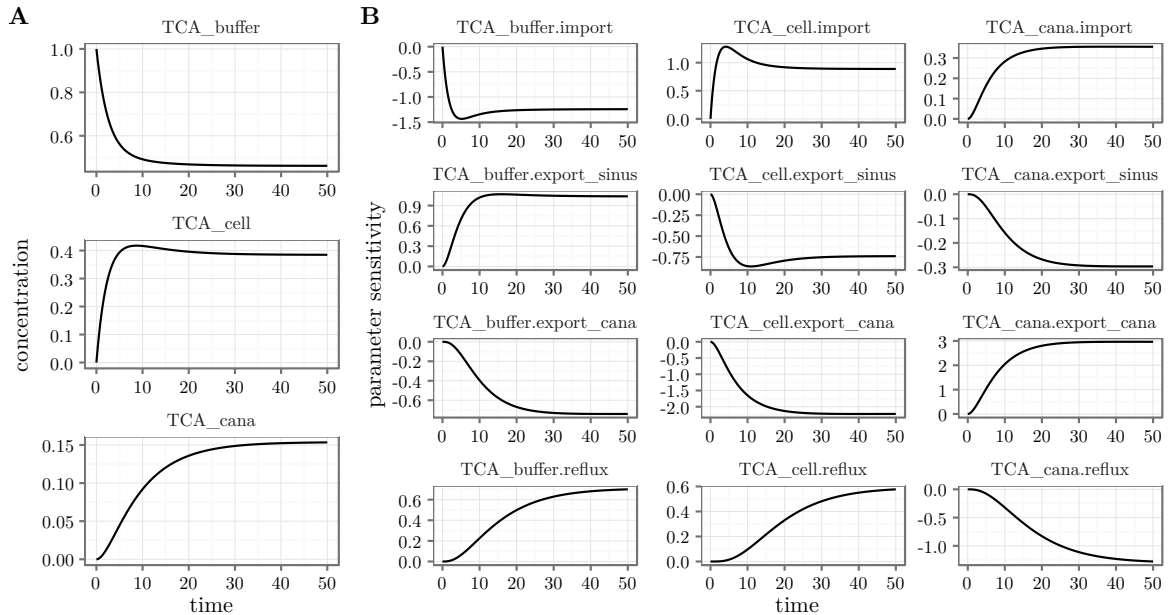 A
TCA_buffer
1.0
0.8
0.6
0 10 20 30 40 50
TCA_cell
0.4
0.3
0.2
0.1
0.0
0 10 20 30 40 50
TCA_cana
0.15
0.10
0.05
0.00
0 10 20 30 40 50
concentration
time
B
TCA_buffer.import
0.0
-0.5
-1.0
-1.5
0 10 20 30 40 50
TCA_cell.import
1.0
0.5
0.0
0 10 20 30 40 50
TCA_cana.import
0.3
0.2
0.1
0.0
0 10 20 30 40 50
TCA_buffer.export_sinus
0.9
0.6
0.3
0.0
0 10 20 30 40 50
TCA_cell.export_sinus
0.00
-0.25
-0.50
-0.75
0 10 20 30 40 50
TCA_cana.export_sinus
0.0
-0.1
-0.2
-0.3
0 10 20 30 40 50
TCA_buffer.export_cana
0.0
-0.2
-0.4
-0.6
0 10 20 30 40 50
TCA_cell.export_cana
0.0
-0.5
-1.0
-1.5
-2.0
0 10 20 30 40 50
TCA_cana.export_cana
3
2
1
0
0 10 20 30 40 50
TCA_buffer.reflux
0.6
0.4
0.2
0.0
0 10 20 30 40 50
TCA_cell.reflux
0.6
0.4
0.2
0.0
0 10 20 30 40 50
TCA_cana.reflux
0.0
-0.5
-1.0
0 10 20 30 40 50
parameter sensitivity
time